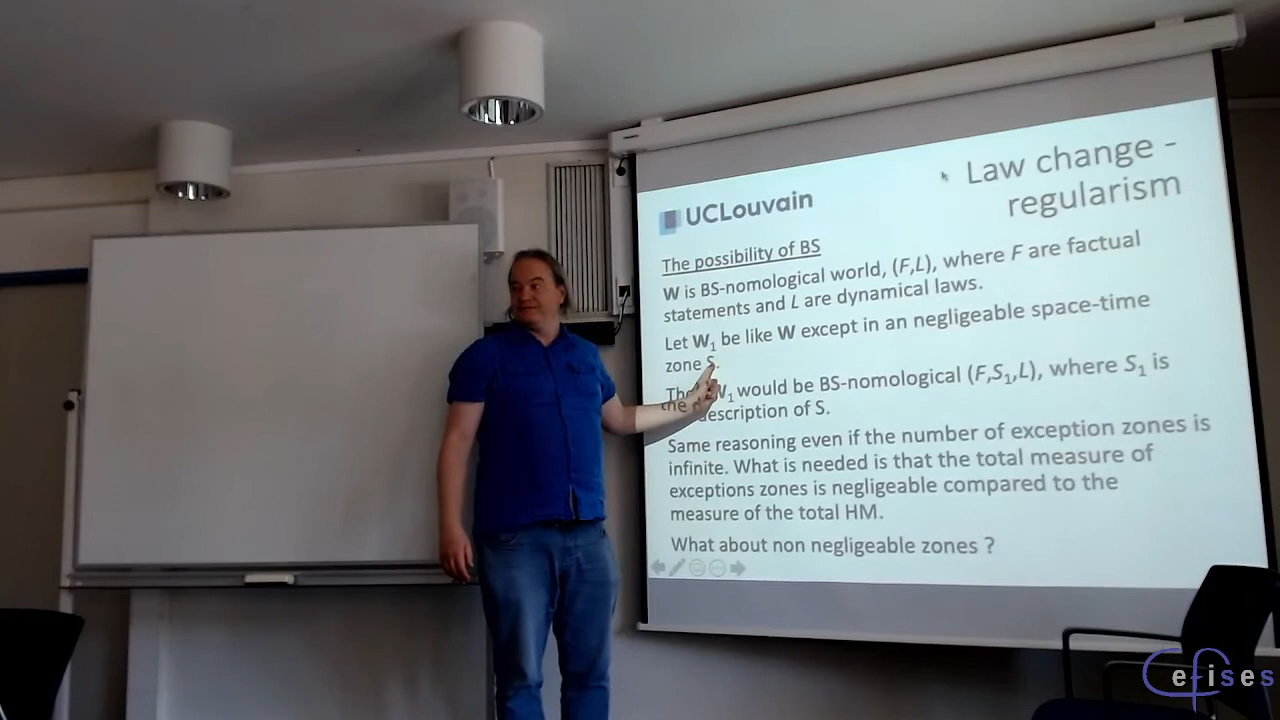 Law change -
regularism
UCLouvain
The possibility of BS
W is BS-nomological world, (F,L), where F are factual
statements and L are dynamical laws.
Let W1 be like W except in an negligeable space-time
zone S.
W1 would be BS-nomological (F,S1,L), where S1 is
the description of S.
Same reasoning even if the number of exception zones is
infinite. What is needed is that the total measure of
exceptions zones is negligeable compared to the
measure of the total HM.
What about non negligeable zones ?
Cefises